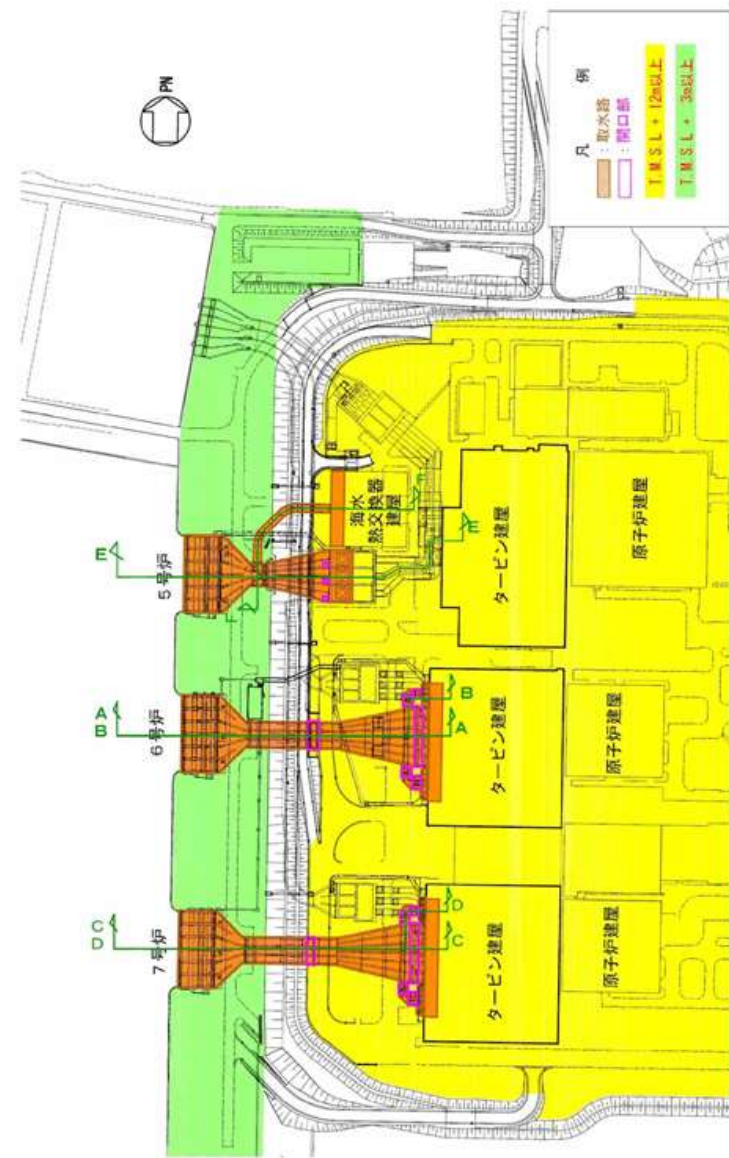 PN
凡 例
：取水路
：開口部
T.M.S.L + 12m以上
T.M.S.L + 3m以上
C
D
7号炉
D
C
タービン建屋
原子炉建屋
A
B
6号炉
B
A
タービン建屋
原子炉建屋
E
5号炉
F
海水
熱交換器
建屋
F
E
タービン建屋
原子炉建屋